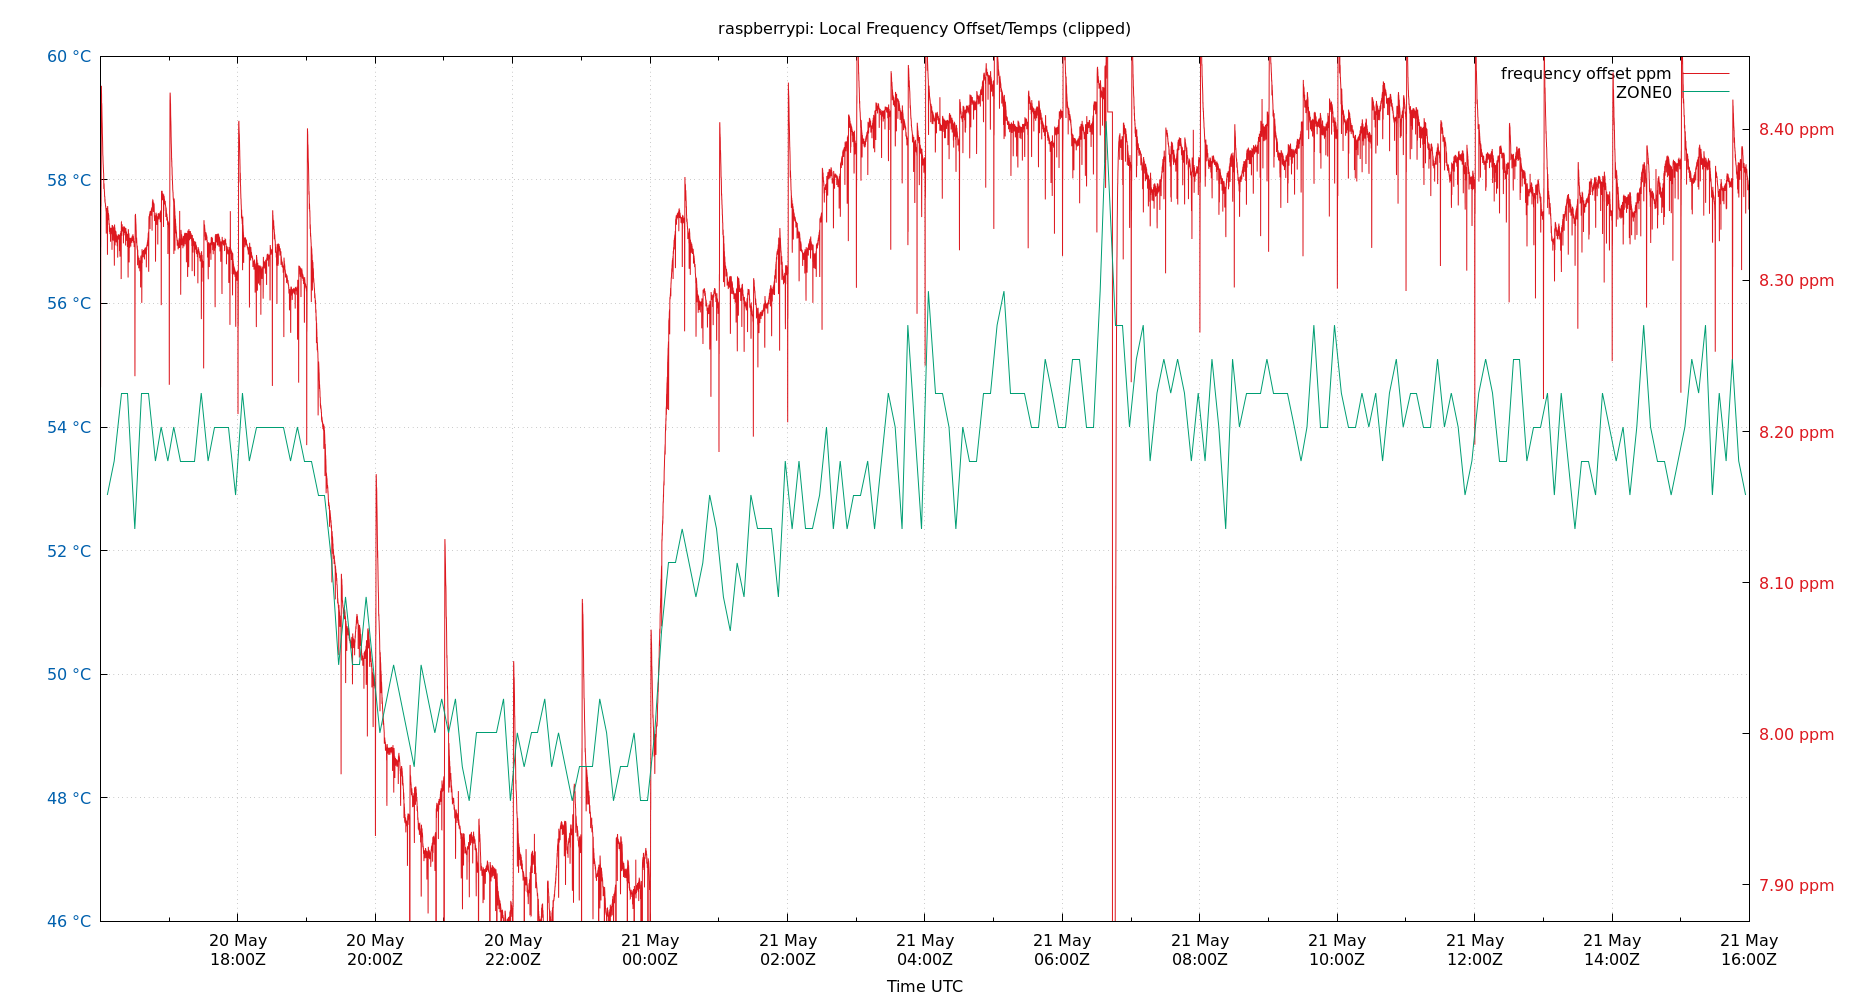 raspberrypi: Local Frequency Offset/Temps (clipped)
60 °C
58 °C
56 °C
54 °C
52 °C
50 °C
48 °C
46 °C
frequency offset ppm
ZONE0
8.40 ppm
8.30 ppm
8.20 ppm
8.10 ppm
8.00 ppm
7.90 ppm
20 May 20 May 20 May 21 May 21 May 21 May 21 May 21 May 21 May 21 May 21 May 21 May
18:00Z 20:00Z 22:00Z 00:00Z 02:00Z 04:00Z 06:00Z 08:00Z 10:00Z 12:00Z 14:00Z 16:00Z
Time UTC